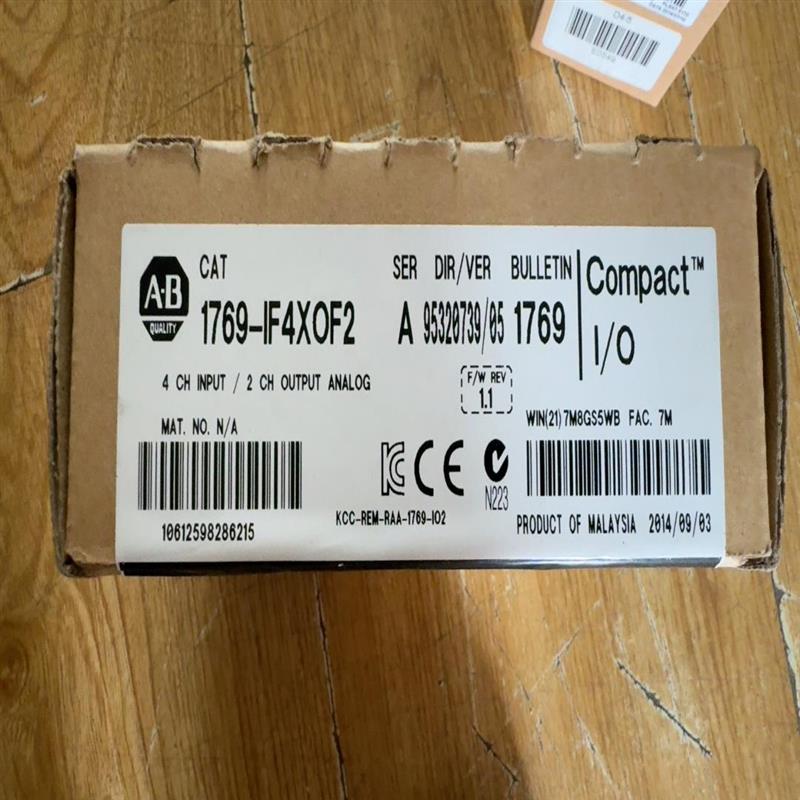 CAT
SER DIR/VER BULLETIN
Compact™
A-B
QUALITY
1769-IF4XOF2
A 95320739/05 1769
I/O
4 CH INPUT / 2 CH OUTPUT ANALOG
F/W REV
1.1
MAT. NO. N/A
WIN(21) 7M8GS5WB FAC. 7M
KC CE
N223
10612598286215
KCC-REM-RAA-1769-IO2
PRODUCT OF MALAYSIA 2014/09/03